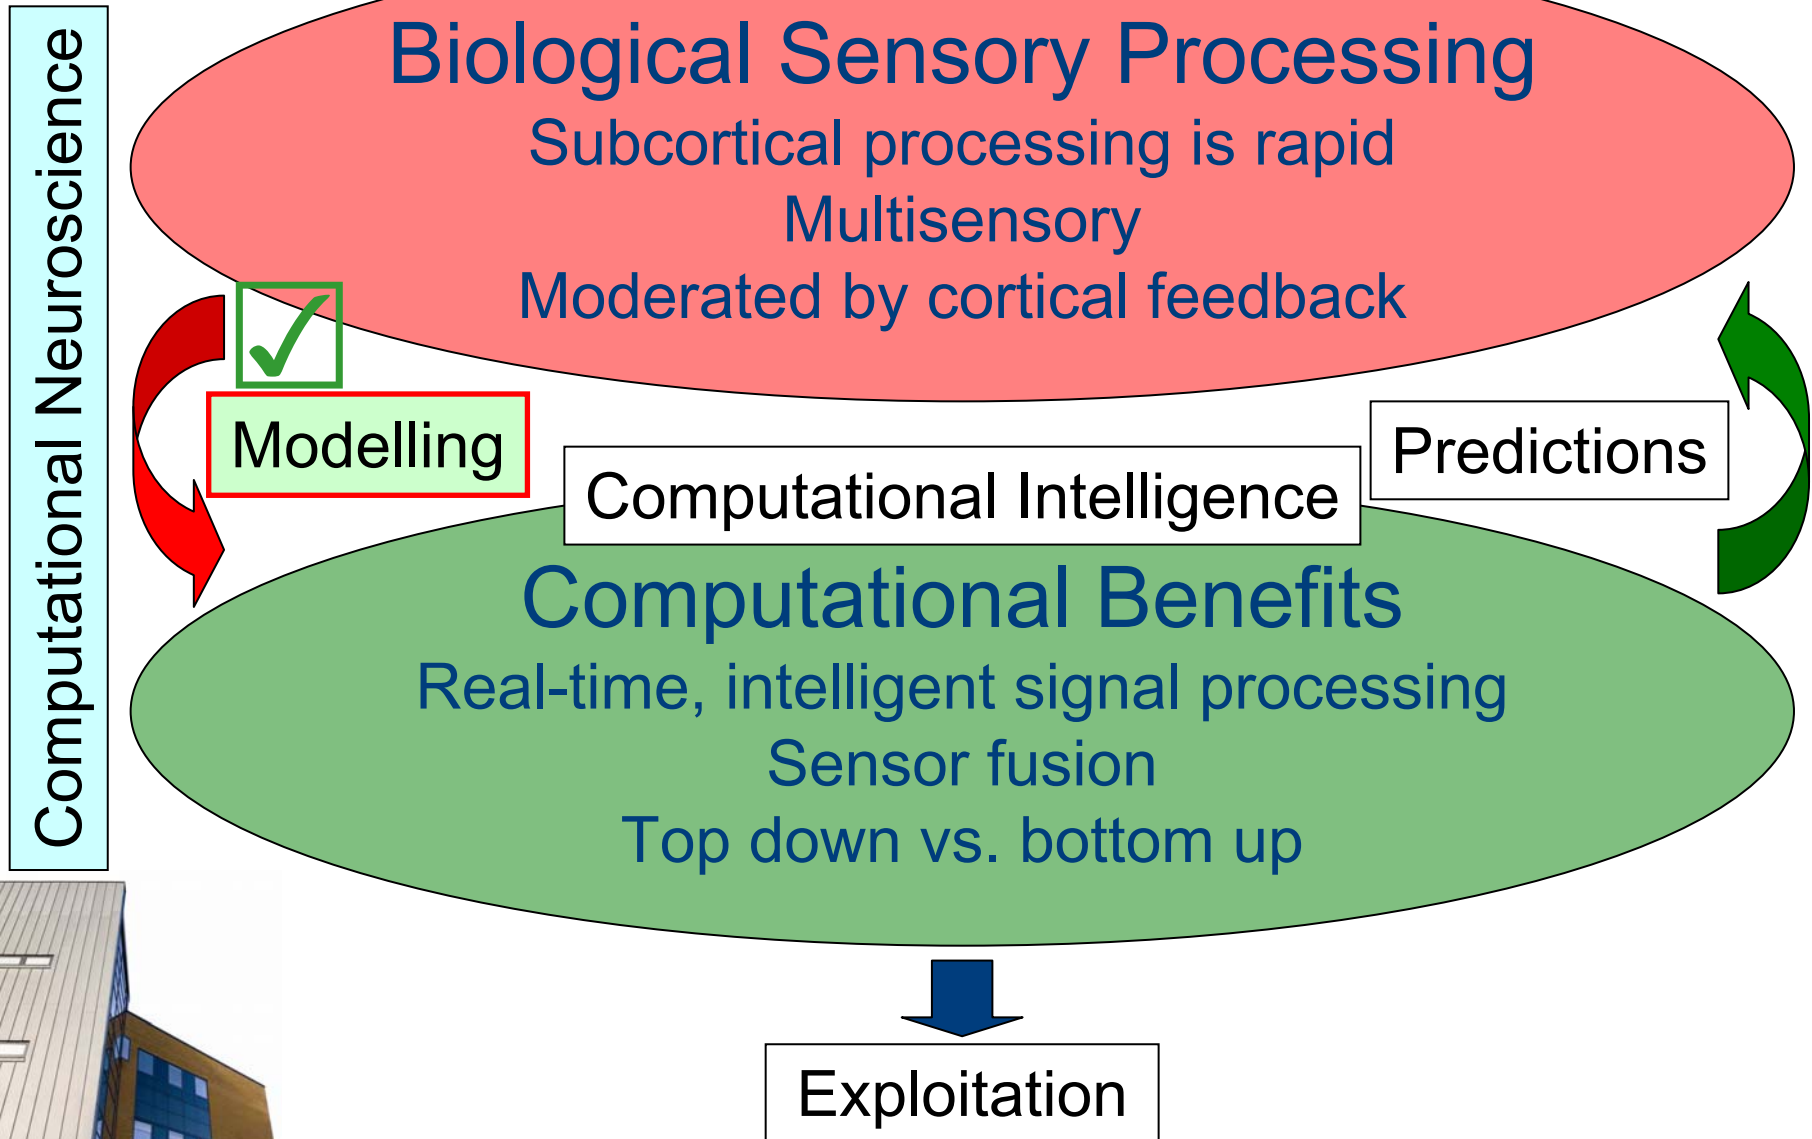 Computational Neuroscience
Biological Sensory Processing
Subcortical processing is rapid
Multisensory
Moderated by cortical feedback
Modelling
Predictions
Computational Intelligence
Computational Benefits
Real-time, intelligent signal processing
Sensor fusion
Top down vs. bottom up
Exploitation